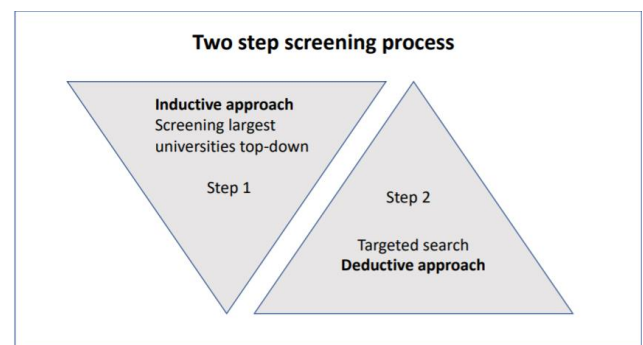 Two step screening process
Inductive approach
Screening largest
universities top-down
Step 1
Step 2
Targeted search
Deductive approach